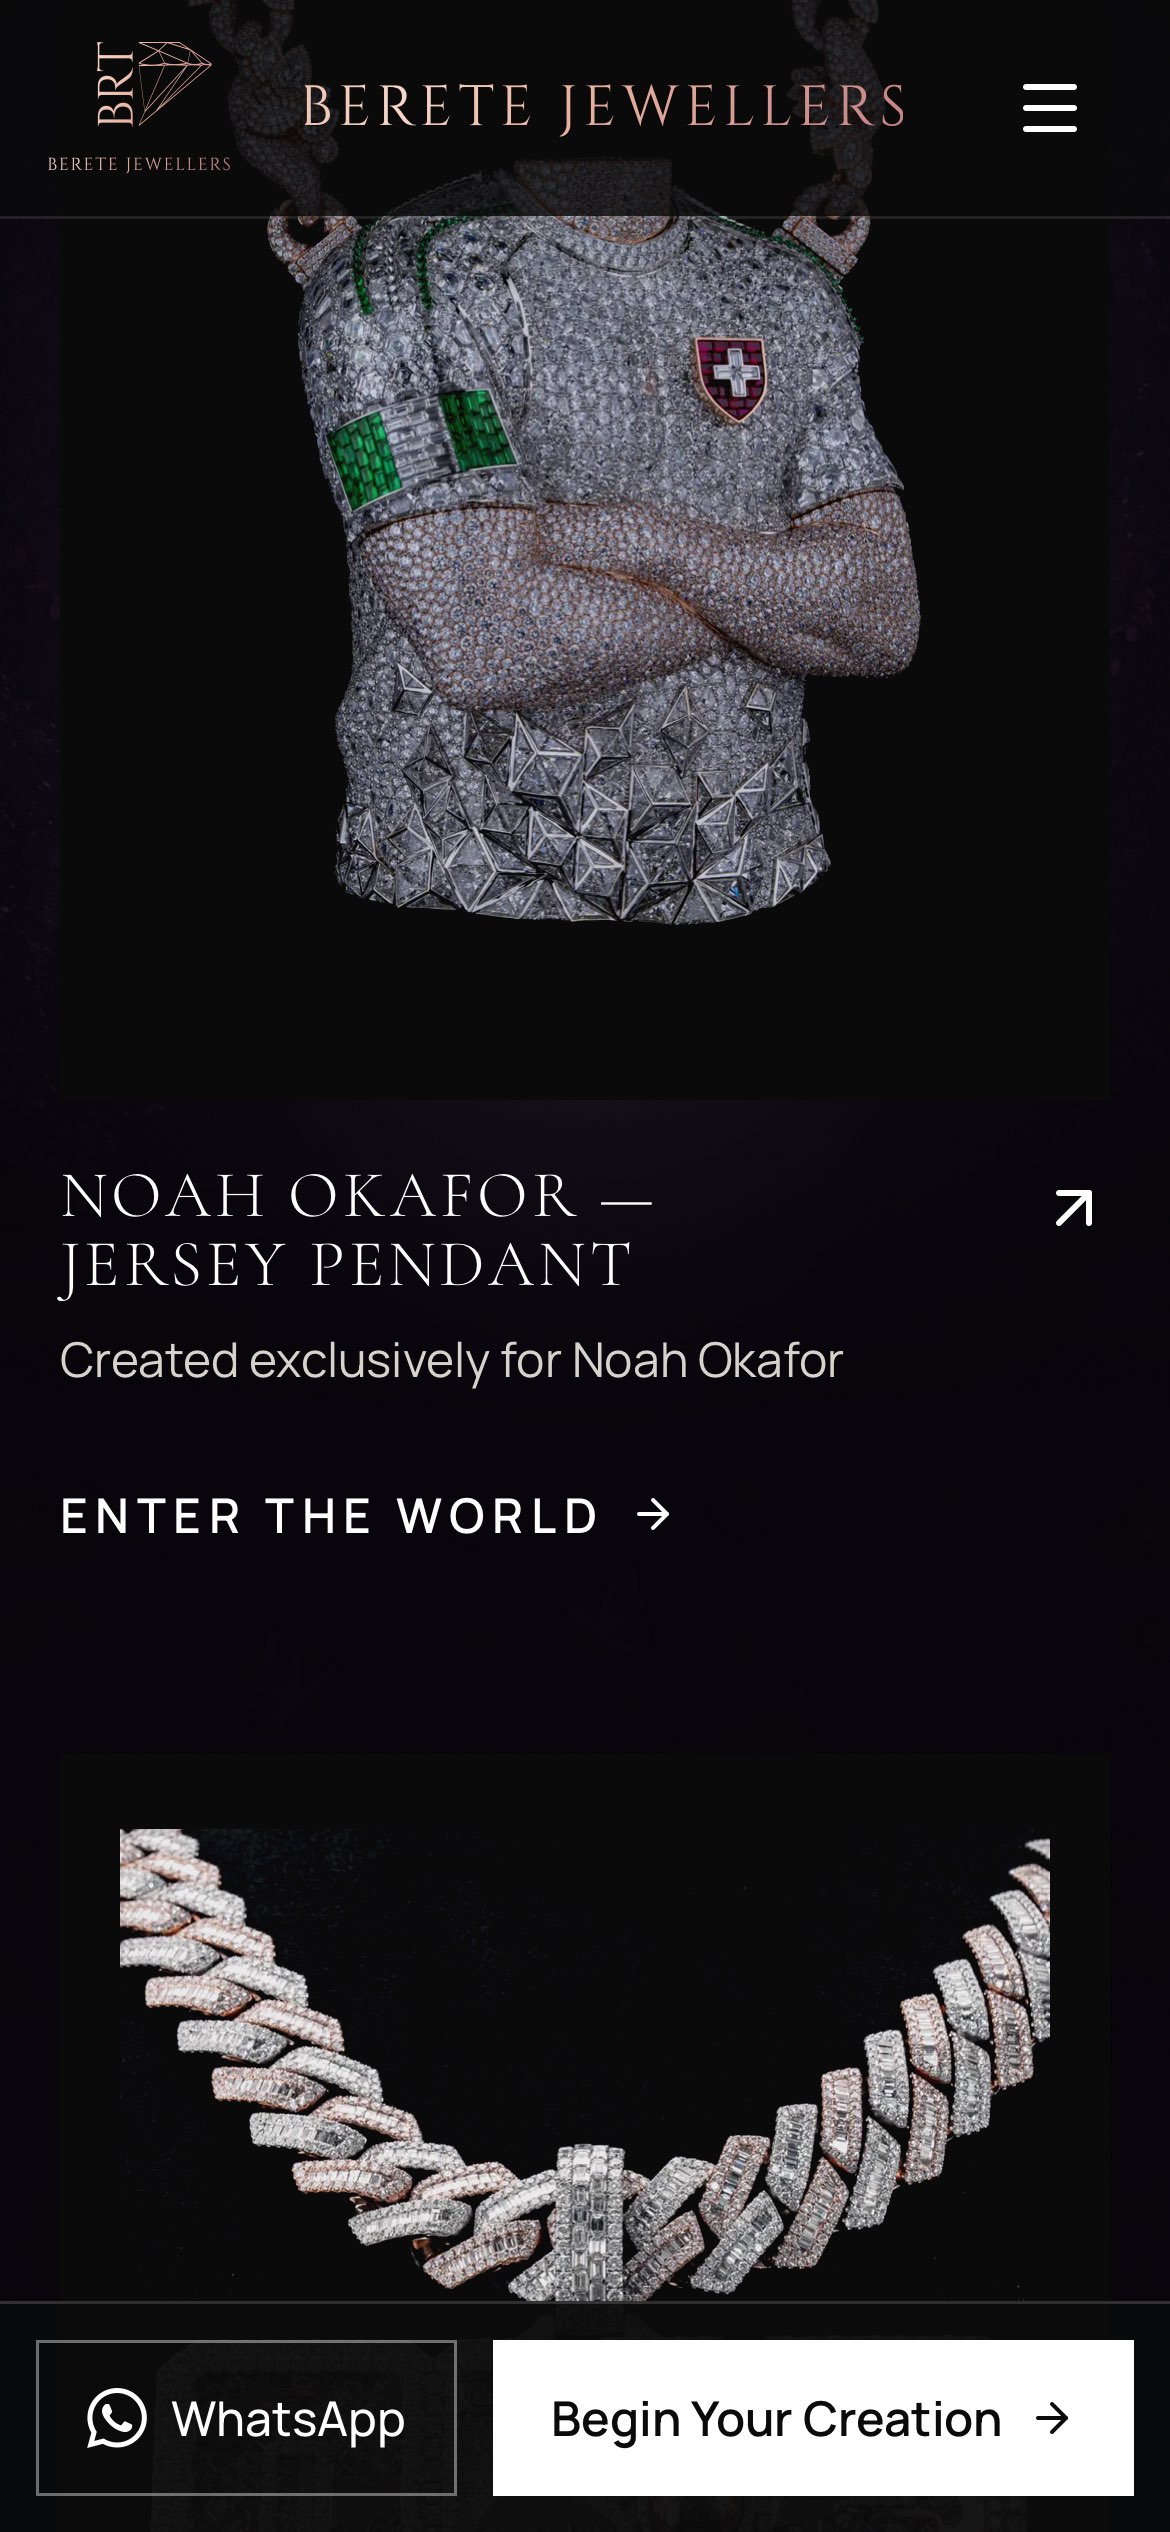 BRT
BERETE JEWELLERS
BERETE JEWELLERS
NOAH OKAFOR —
JERSEY PENDANT
Created exclusively for Noah Okafor
ENTER THE WORLD →
WhatsApp
Begin Your Creation →